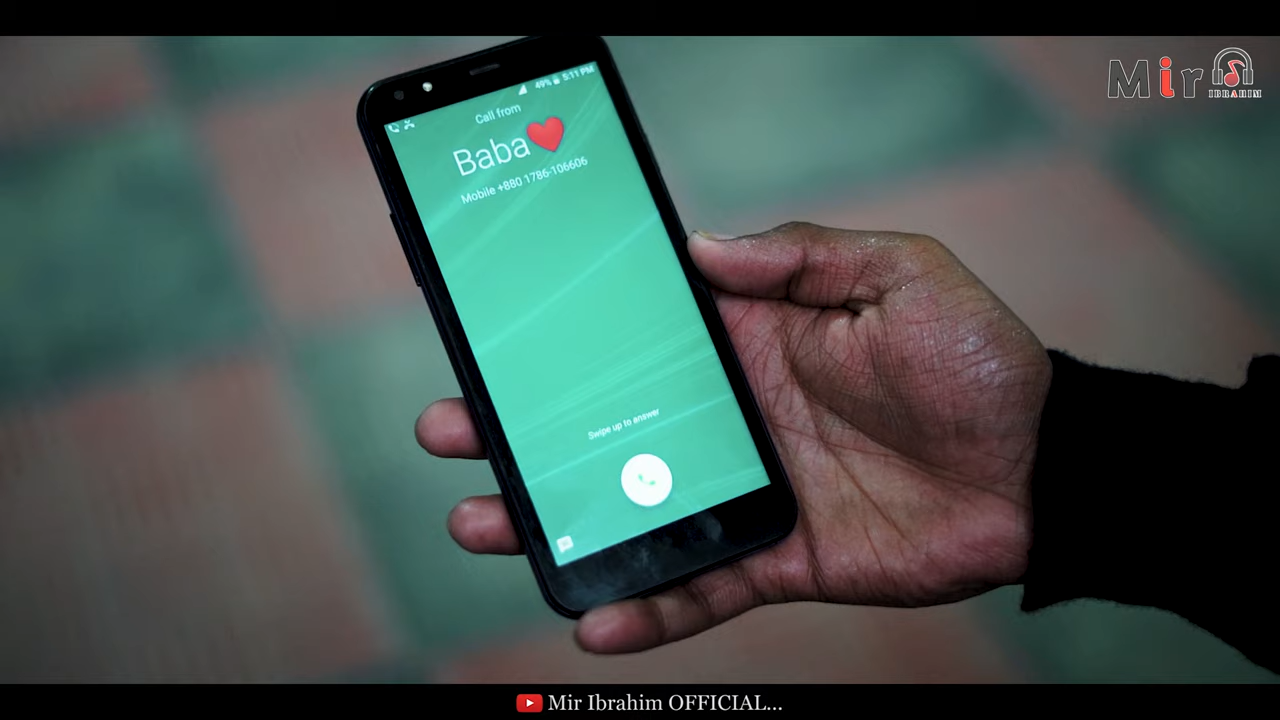 Mir
IBRAHIM
49% 5:11 PM
Call from
Baba❤️
Mobile +880 1786-106606
Swipe up to answer
Mir Ibrahim OFFICIAL...